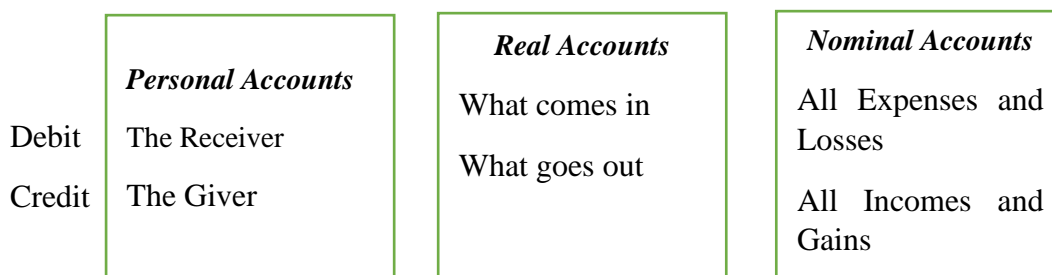 Personal Accounts
Debit The Receiver
Credit The Giver
Real Accounts
What comes in
What goes out
Nominal Accounts
All Expenses and
Losses
All Incomes and
Gains